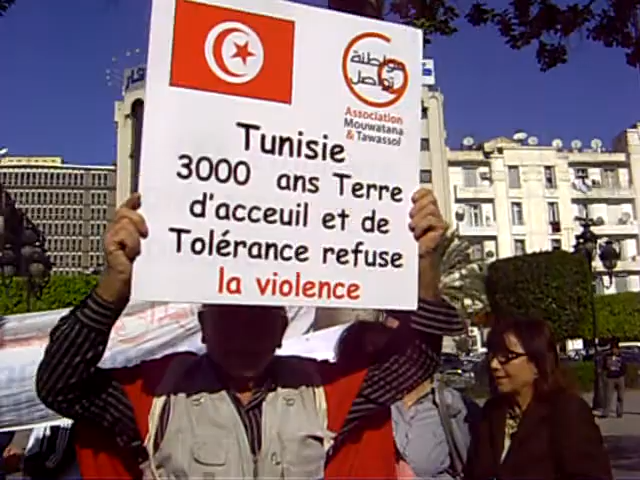 مواطنة
تواصل
Association
Mouwatana
& Tawassol
Tunisie
3000 ans Terre
d'acceuil et de
Tolérance refuse
la violence